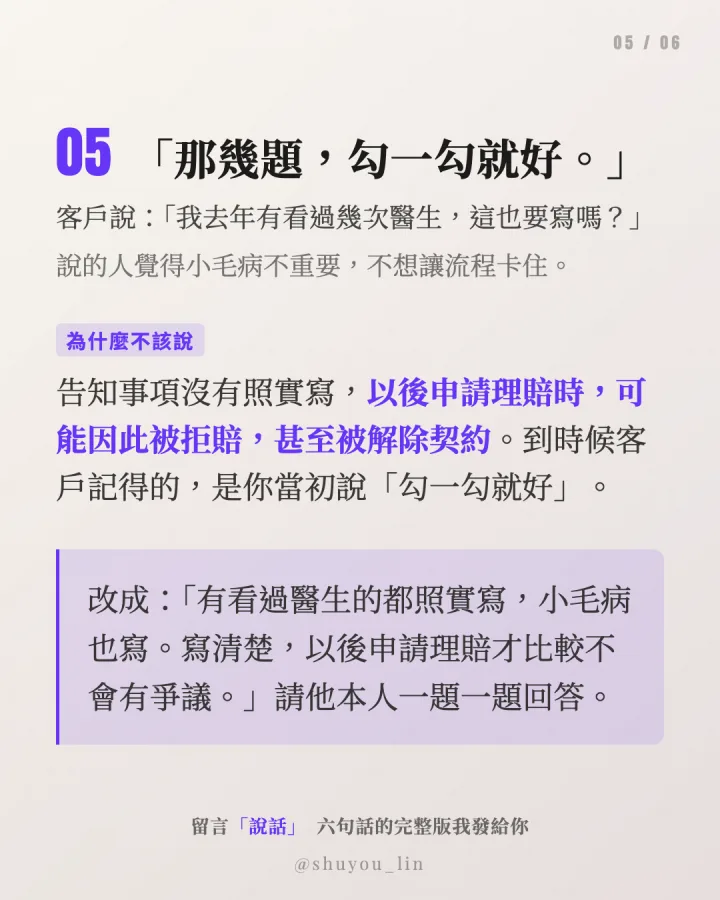 05 / 06
05 「那幾題，勾一勾就好。」
客戶說：「我去年有看過幾次醫生，這也要寫嗎？」
說的人覺得小毛病不重要，不想讓流程卡住。
為什麼不該說
告知事項沒有照實寫，以後申請理賠時，可
能因此被拒賠，甚至被解除契約。到時候客
戶記得的，是你當初說「勾一勾就好」。
改成：「有看過醫生的都照實寫，小毛病
也寫。寫清楚，以後申請理賠才比較不
會有爭議。」請他本人一題一題回答。
留言「說話」 六句話的完整版我發給你
@shuyou_lin